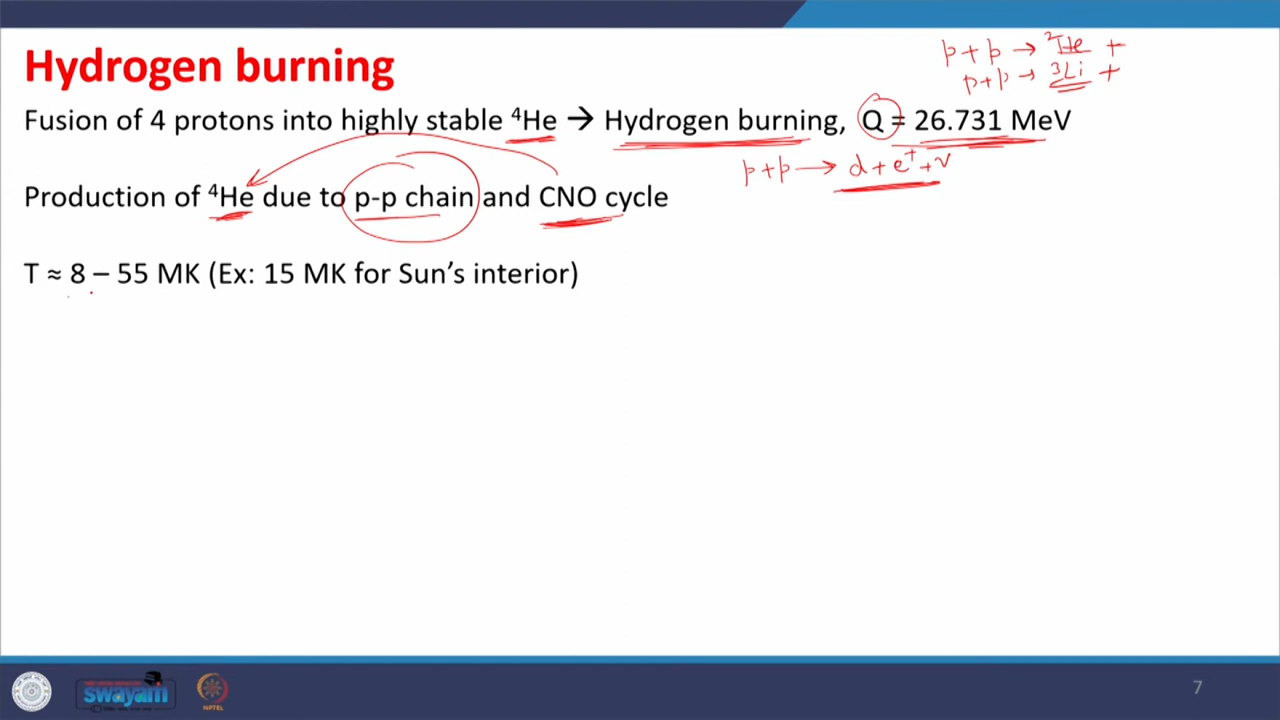 Hydrogen burning
p + p → ²He +
p + p → ³Li +
Fusion of 4 protons into highly stable ⁴He → Hydrogen burning, Q = 26.731 MeV
p + p → d + e⁺ + ν
Production of ⁴He due to p-p chain and CNO cycle
T ≈ 8 – 55 MK (Ex: 15 MK for Sun’s interior)
swayam
NPTEL
7